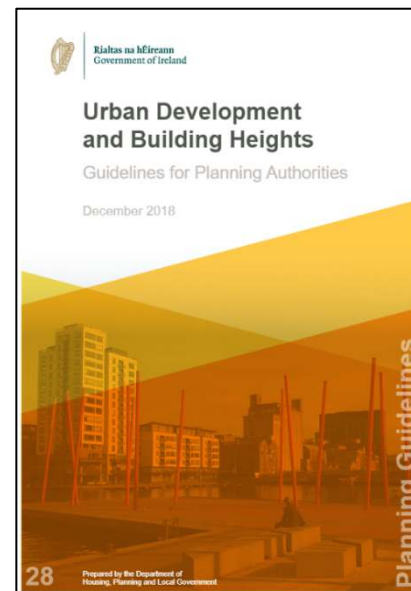 Rialtas na hÉireann
Government of Ireland
Urban Development
and Building Heights
Guidelines for Planning Authorities
December 2018
Planning Guidelines
28
Prepared by the Department of
Housing, Planning and Local Government